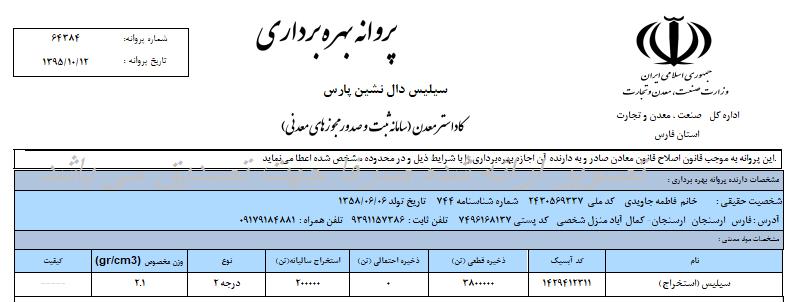 شماره پروانه: ۶۴۳۸۴
تاریخ پروانه : ۱۳۹۵/۱۰/۱۲
پروانه بهره برداری
سیلیس دال نشین پارس
کاداستر معدن (سامانه ثبت و صدور مجوزهای معدنی)
جمهوری اسلامی ایران
وزارت صنعت، معدن و تجارت
اداره کل صنعت ، معدن و تجارت
استان فارس
این پروانه به موجب قانون اصلاح قانون معادن صادر و به دارنده آن اجازه بهره‌برداری را با شرایط ذیل و در محدوده مشخص شده اعطا می‌نماید.
مشخصات دارنده پروانه بهره برداری :
شخصیت حقیقی : خانم فاطمه جاویدی کد ملی ۲۴۳۰۵۶۹۳۳۷ شماره شناسنامه ۷۴۴ تاریخ تولد ۱۳۵۸/۰۶/۰۶
آدرس: فارس ارسنجان ارسنجان- کمال آباد منزل شخصی کد پستی ۷۴۹۶۱۶۸۱۳۷ تلفن ثابت : ۹۳۹۱۱۵۷۳۸۶ تلفن همراه : ۰۹۱۷۹۱۸۴۸۸۱
مشخصات مواد معدنی :
نام کد آیسیک ذخیره قطعی (تن) ذخیره احتمالی (تن) استخراج سالیانه(تن) نوع وزن مخصوص (gr/cm3) کیفیت
سیلیس (استخراج) ۱۴۲۹۴۱۲۳۱۱ ۳۸۰۰۰۰۰ ۰ ۲۰۰۰۰۰ درجه ۲ ۲.۱ -----